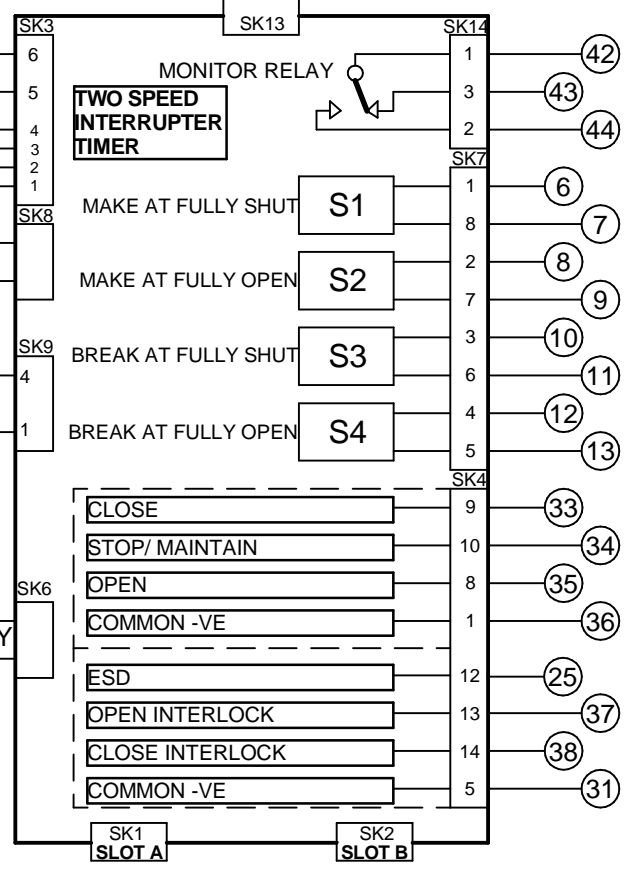 SK3
SK13
SK14
6
MONITOR RELAY
1
42
5
TWO SPEED
INTERRUPTER
TIMER
3
43
4
2
44
3
2
1
SK7
MAKE AT FULLY SHUT
S1
1
6
SK8
8
7
MAKE AT FULLY OPEN
S2
2
8
7
9
SK9
BREAK AT FULLY SHUT
S3
3
10
4
6
11
BREAK AT FULLY OPEN
S4
4
12
1
5
13
SK4
CLOSE
9
33
STOP/ MAINTAIN
10
34
SK6
OPEN
8
35
COMMON -VE
1
36
Y
ESD
12
25
OPEN INTERLOCK
13
37
CLOSE INTERLOCK
14
38
COMMON -VE
5
31
SK1
SLOT A
SK2
SLOT B